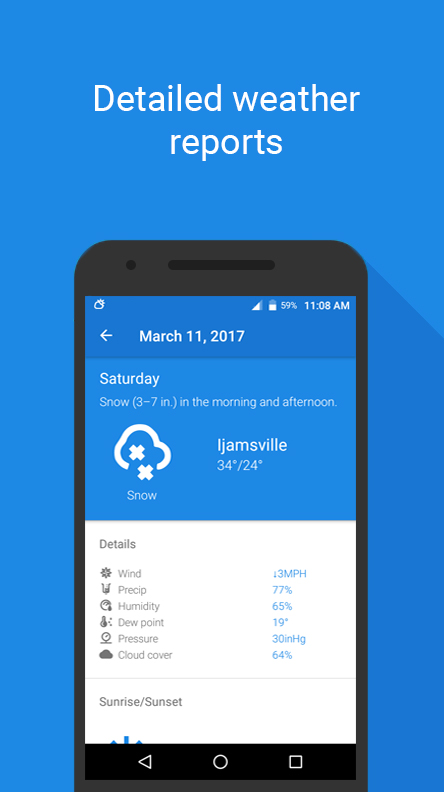 Detailed weather
reports
59% 11:08 AM
March 11, 2017
Saturday
Snow (3–7 in.) in the morning and afternoon.
Ijamsville
34°/24°
Snow
Details
Wind ↓3MPH
Precip 77%
Humidity 65%
Dew point 19°
Pressure 30inHg
Cloud cover 64%
Sunrise/Sunset